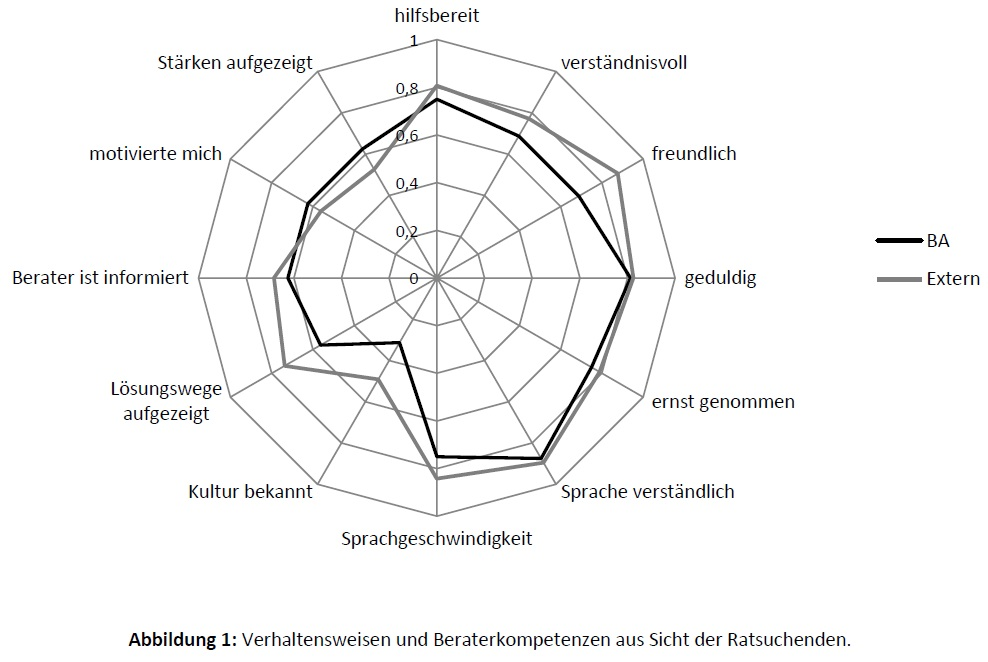 hilfsbereit
1
Stärken aufgezeigt
verständnisvoll
0,8
0,6
motivierte mich
freundlich
0,4
0,2
BA
Berater ist informiert
0
geduldig
Extern
Lösungswege
aufgezeigt
ernst genommen
Kultur bekannt
Sprache verständlich
Sprachgeschwindigkeit
Abbildung 1: Verhaltensweisen und Beraterkompetenzen aus Sicht der Ratsuchenden.